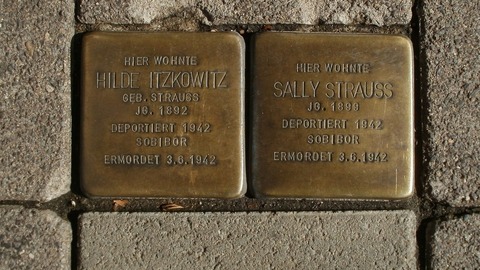 HIER WOHNTE
HILDE ITZKOWITZ
GEB. STRAUSS
JG. 1892
DEPORTIERT 1942
SOBIBOR
ERMORDET 3.6.1942
HIER WOHNTE
SALLY STRAUSS
JG. 1899
DEPORTIERT 1942
SOBIBOR
ERMORDET 3.6.1942